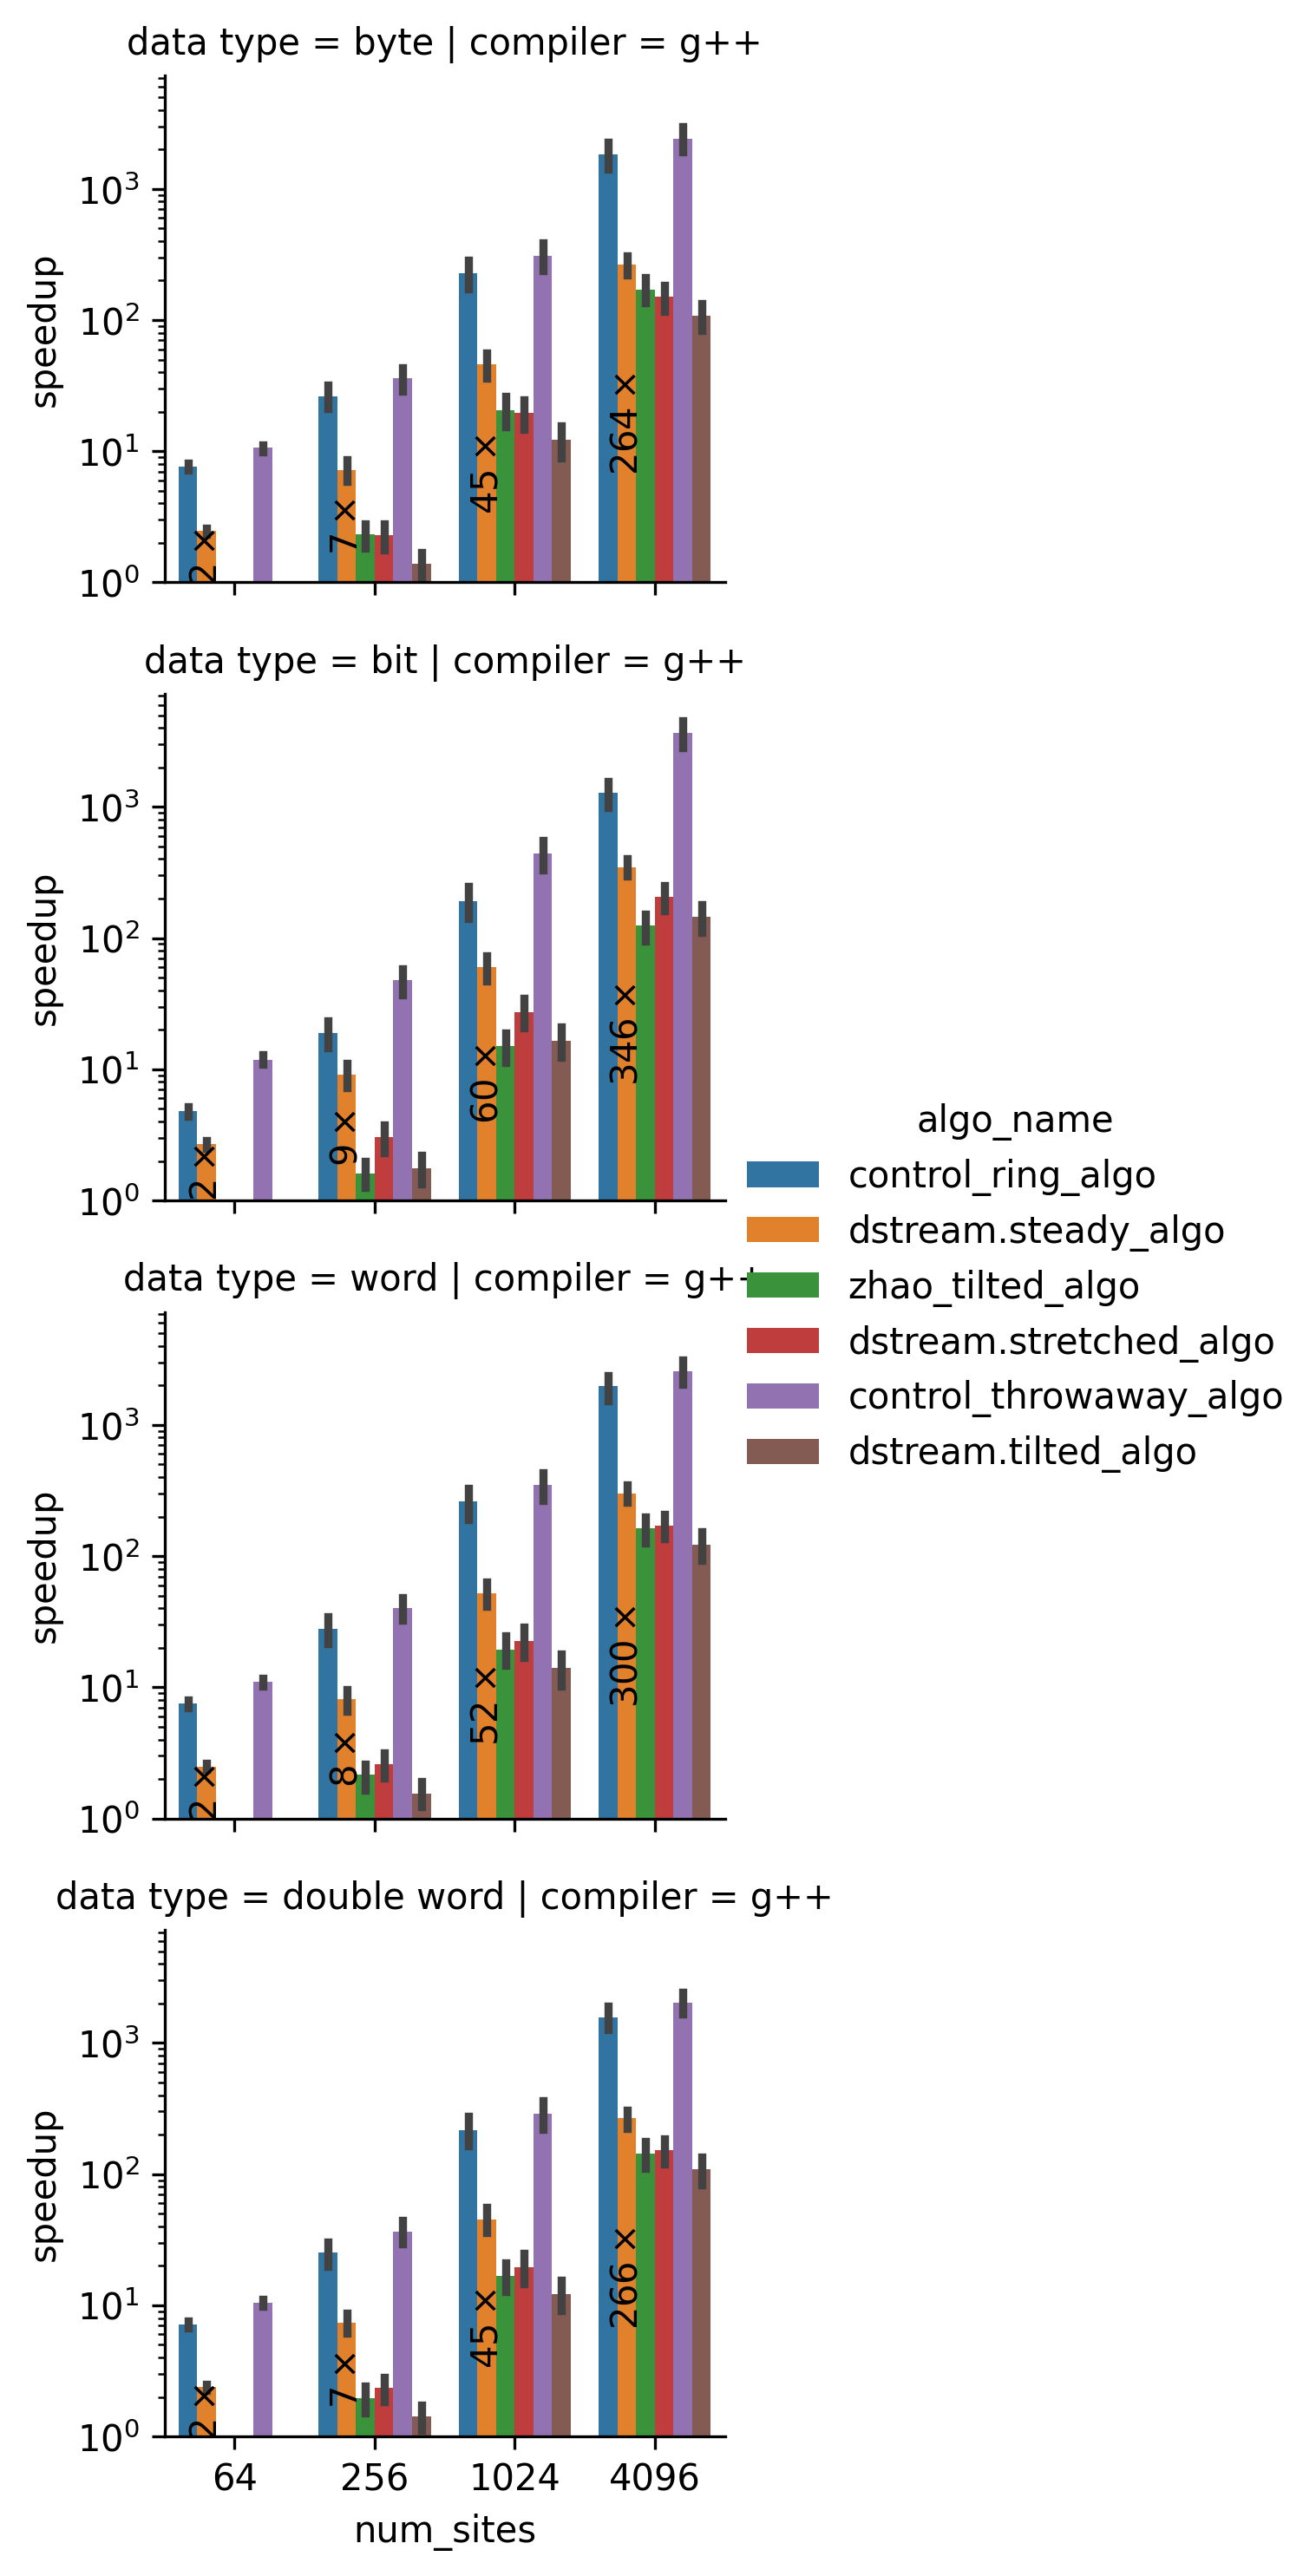 data type = byte | compiler = g++
speedup
10³
10²
10¹
10⁰
2 ×
7 ×
45 ×
264 ×
data type = bit | compiler = g++
speedup
10³
10²
10¹
10⁰
2 ×
9 ×
60 ×
346 ×
algo_name
control_ring_algo
dstream.steady_algo
zhao_tilted_algo
dstream.stretched_algo
control_throwaway_algo
dstream.tilted_algo
data type = word | compiler = g++
speedup
10³
10²
10¹
10⁰
2 ×
8 ×
52 ×
300 ×
data type = double word | compiler = g++
speedup
10³
10²
10¹
10⁰
2 ×
7 ×
45 ×
266 ×
64 256 1024 4096
num_sites